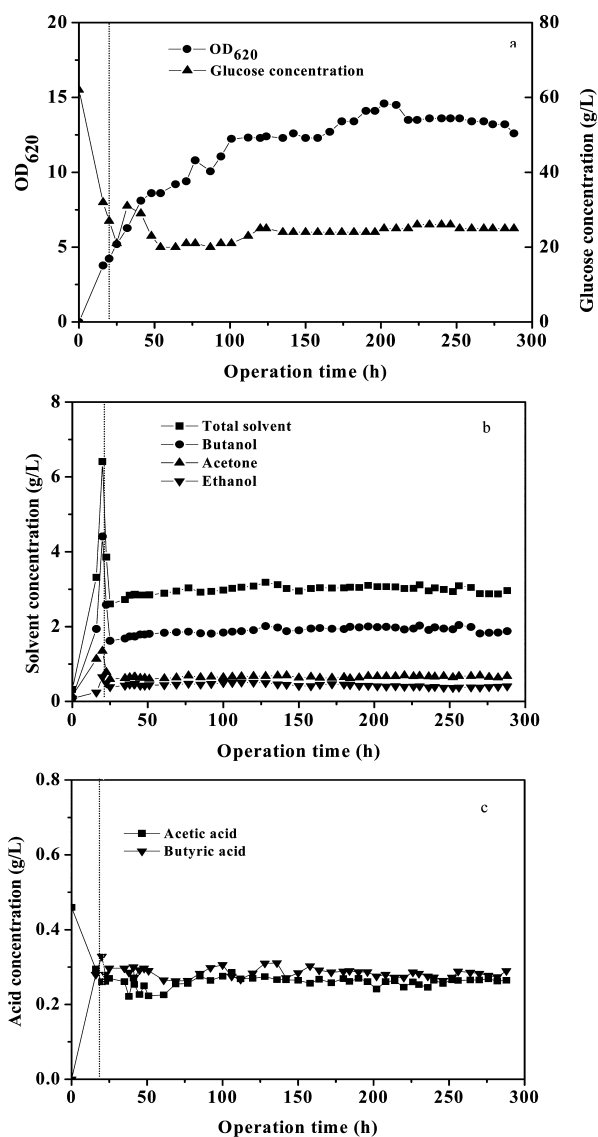 a
OD620
Glucose concentration
20
15
10
5
0
80
60
40
20
0
OD620
Glucose concentration (g/L)
0 50 100 150 200 250 300
Operation time (h)
b
Total solvent
Butanol
Acetone
Ethanol
8
6
4
2
0
Solvent concentration (g/L)
0 50 100 150 200 250 300
Operation time (h)
c
Acetic acid
Butyric acid
0.8
0.6
0.4
0.2
0.0
Acid concentration (g/L)
0 50 100 150 200 250 300
Operation time (h)